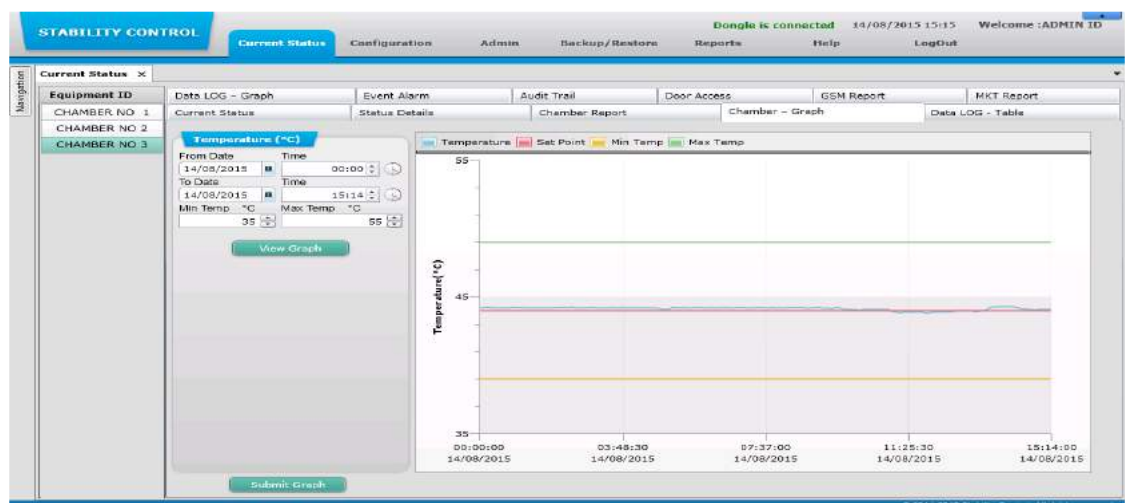 Dongle is connected 14/08/2015 15:15 Welcome :ADMIN ID
STABILITY CONTROL
Current Status Configuration Admin Backup/Restore Reports Help LogOut
Navigation
Current Status ×
Equipment ID
CHAMBER NO 1
CHAMBER NO 2
CHAMBER NO 3
Data LOG - Graph Event Alarm Audit Trail Door Access GSM Report MKT Report
Current Status Status Details Chamber Report Chamber - Graph Data LOG - Table
Temperature (°C)
From Date Time
14/08/2015 00:00
To Date Time
14/08/2015 15:14
Min Temp °C Max Temp °C
35 55
View Graph
Submit Graph
Temperature Set Point Min Temp Max Temp
Temperature(°C)
55
45
35
00:00:00 03:48:30 07:37:00 11:25:30 15:14:00
14/08/2015 14/08/2015 14/08/2015 14/08/2015 14/08/2015